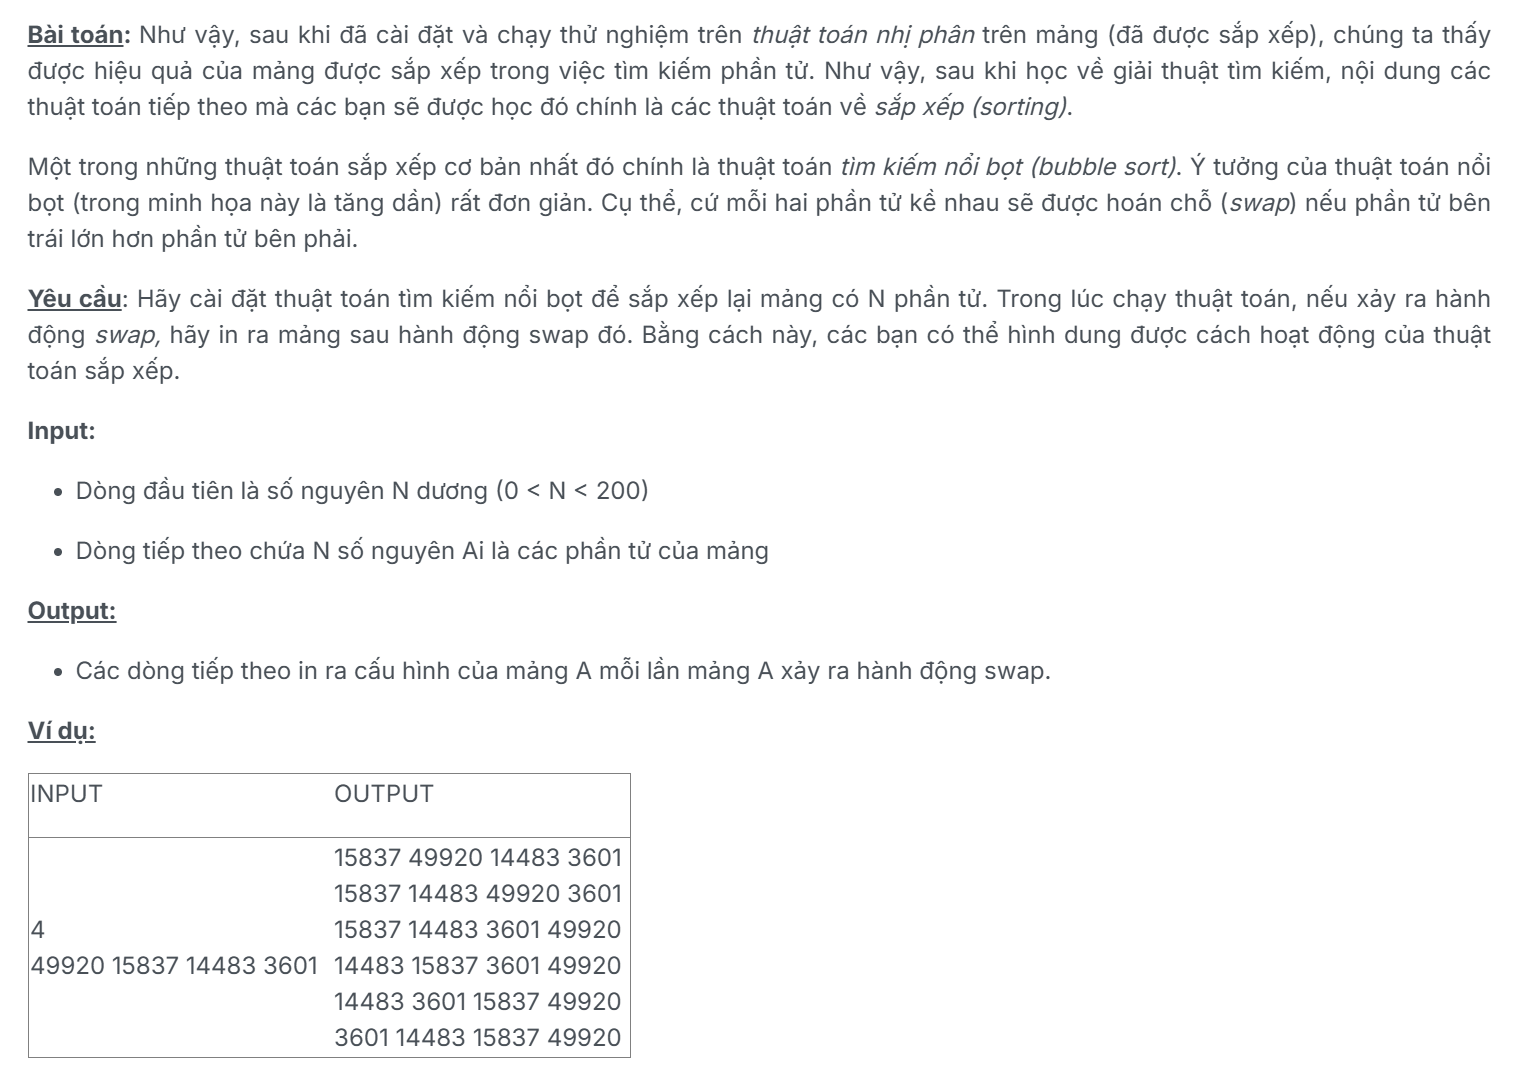 Bài toán: Như vậy, sau khi đã cài đặt và chạy thử nghiệm trên thuật toán nhị phân trên mảng (đã được sắp xếp), chúng ta thấy
được hiệu quả của mảng được sắp xếp trong việc tìm kiếm phần tử. Như vậy, sau khi học về giải thuật tìm kiếm, nội dung các
thuật toán tiếp theo mà các bạn sẽ được học đó chính là các thuật toán về sắp xếp (sorting).
Một trong những thuật toán sắp xếp cơ bản nhất đó chính là thuật toán tìm kiếm nổi bọt (bubble sort). Ý tưởng của thuật toán nổi
bọt (trong minh họa này là tăng dần) rất đơn giản. Cụ thể, cứ mỗi hai phần tử kề nhau sẽ được hoán chỗ (swap) nếu phần tử bên
trái lớn hơn phần tử bên phải.
Yêu cầu: Hãy cài đặt thuật toán tìm kiếm nổi bọt để sắp xếp lại mảng có N phần tử. Trong lúc chạy thuật toán, nếu xảy ra hành
động swap, hãy in ra mảng sau hành động swap đó. Bằng cách này, các bạn có thể hình dung được cách hoạt động của thuật
toán sắp xếp.
Input:
• Dòng đầu tiên là số nguyên N dương (0 < N < 200)
• Dòng tiếp theo chứa N số nguyên Ai là các phần tử của mảng
Output:
• Các dòng tiếp theo in ra cấu hình của mảng A mỗi lần mảng A xảy ra hành động swap.
Ví dụ:
INPUT OUTPUT
4
49920 15837 14483 3601
15837 49920 14483 3601
15837 14483 49920 3601
15837 14483 3601 49920
14483 15837 3601 49920
14483 3601 15837 49920
3601 14483 15837 49920